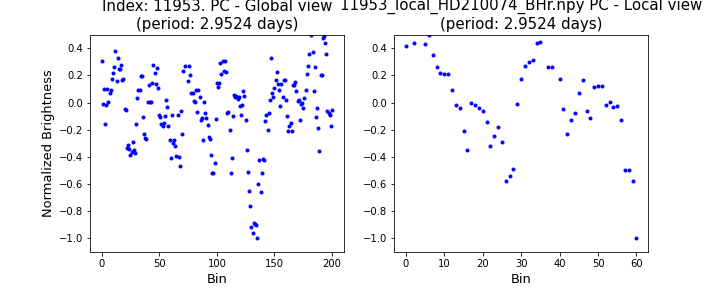 Index: 11953. PC - Global view
(period: 2.9524 days)
11953_local_HD210074_BHr.npy PC - Local view
(period: 2.9524 days)
Normalized Brightness
0.4
0.2
0.0
−0.2
−0.4
−0.6
−0.8
−1.0
0 50 100 150 200
Bin
0.4
0.2
0.0
−0.2
−0.4
−0.6
−0.8
−1.0
0 10 20 30 40 50 60
Bin